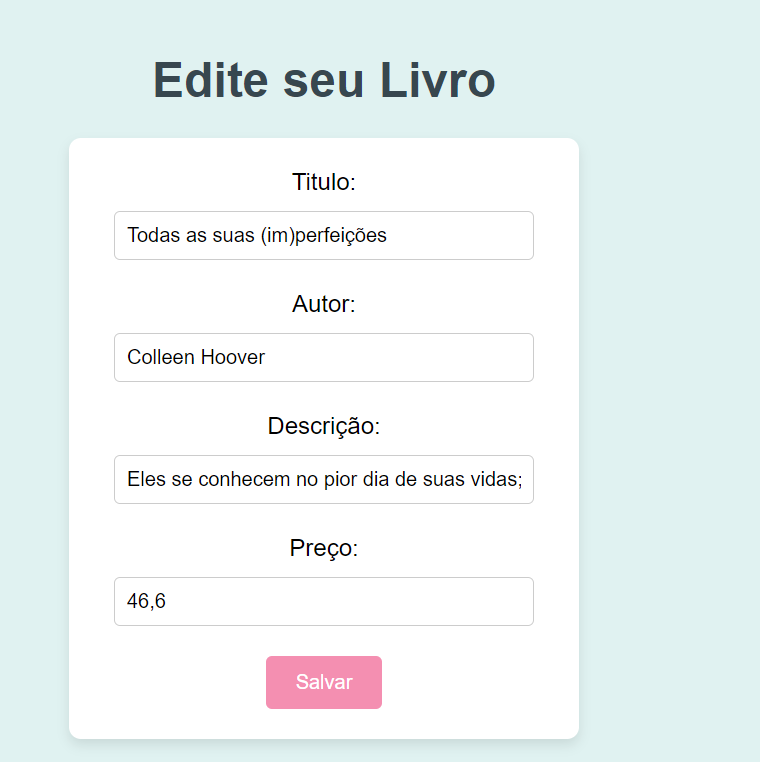 Edite seu Livro
Titulo:
Todas as suas (im)perfeições
Autor:
Colleen Hoover
Descrição:
Eles se conhecem no pior dia de suas vidas;
Preço:
46,6
Salvar